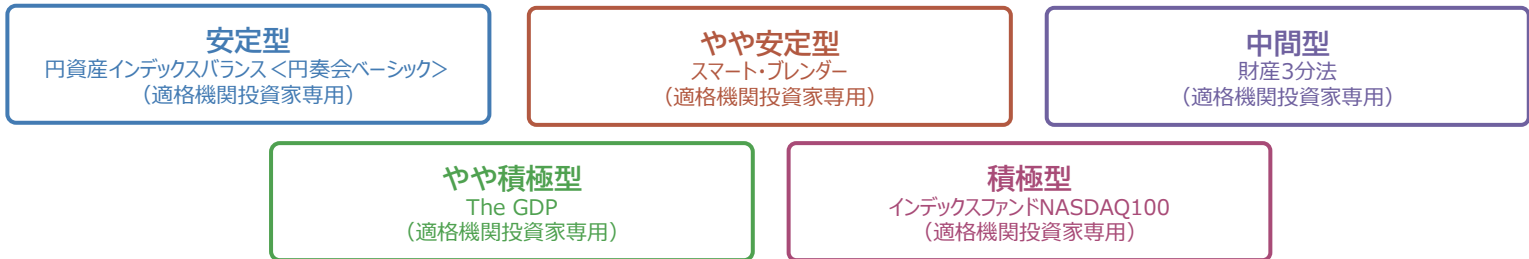 安定型
円資産インデックスバランス＜円奏会ベーシック＞
（適格機関投資家専用）
やや安定型
スマート・ブレンダー
（適格機関投資家専用）
中間型
財産3分法
（適格機関投資家専用）
やや積極型
The GDP
（適格機関投資家専用）
積極型
インデックスファンドNASDAQ100
（適格機関投資家専用）